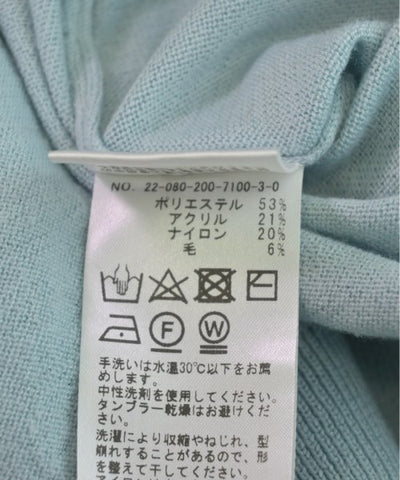 NO. 22-080-200-7100-3-0
ポリエステル 53%
アクリル 21%
ナイロン 20%
毛 6%
F W
手洗いは水温30℃以下をお薦
めします。
中性洗剤を使用してください。
タンブラー乾燥はお避けくださ
い。
洗濯により収縮やねじれ、型
崩れすることがあるので、形
を整えて干してください。